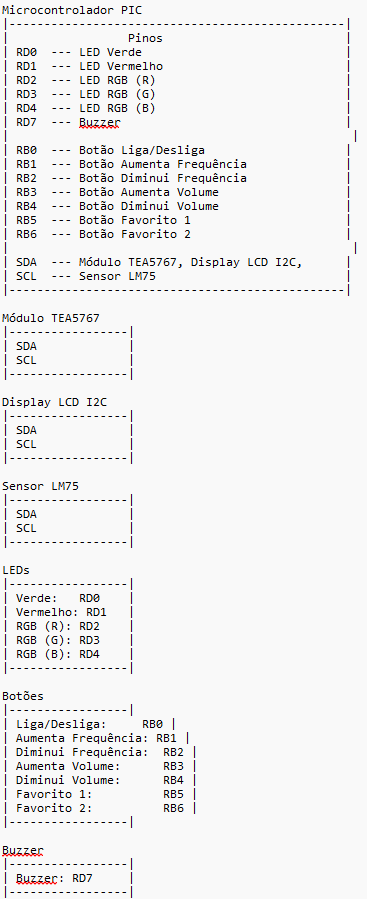 Microcontrolador PIC
|-----------------------------------------------|
|                 Pinos                          |
| RD0  --- LED Verde                             |
| RD1  --- LED Vermelho                          |
| RD2  --- LED RGB (R)                           |
| RD3  --- LED RGB (G)                           |
| RD4  --- LED RGB (B)                           |
| RD7  --- Buzzer                                |
|                                                 |
| RB0  --- Botão Liga/Desliga                    |
| RB1  --- Botão Aumenta Frequência              |
| RB2  --- Botão Diminui Frequência              |
| RB3  --- Botão Aumenta Volume                  |
| RB4  --- Botão Diminui Volume                  |
| RB5  --- Botão Favorito 1                      |
| RB6  --- Botão Favorito 2                      |
|                                                 |
| SDA  --- Módulo TEA5767, Display LCD I2C,      |
| SCL  --- Sensor LM75                           |
|-----------------------------------------------|
Módulo TEA5767
|-----------------|
| SDA             |
| SCL             |
|-----------------|
Display LCD I2C
|-----------------|
| SDA             |
| SCL             |
|-----------------|
Sensor LM75
|-----------------|
| SDA             |
| SCL             |
|-----------------|
LEDs
|-----------------|
| Verde:   RD0    |
| Vermelho: RD1   |
| RGB (R): RD2    |
| RGB (G): RD3    |
| RGB (B): RD4    |
|-----------------|
Botões
|-----------------|
| Liga/Desliga:     RB0 |
| Aumenta Frequência: RB1 |
| Diminui Frequência:  RB2 |
| Aumenta Volume:      RB3 |
| Diminui Volume:      RB4 |
| Favorito 1:          RB5 |
| Favorito 2:          RB6 |
|-----------------|
Buzzer
|-----------------|
| Buzzer: RD7     |
|-----------------|